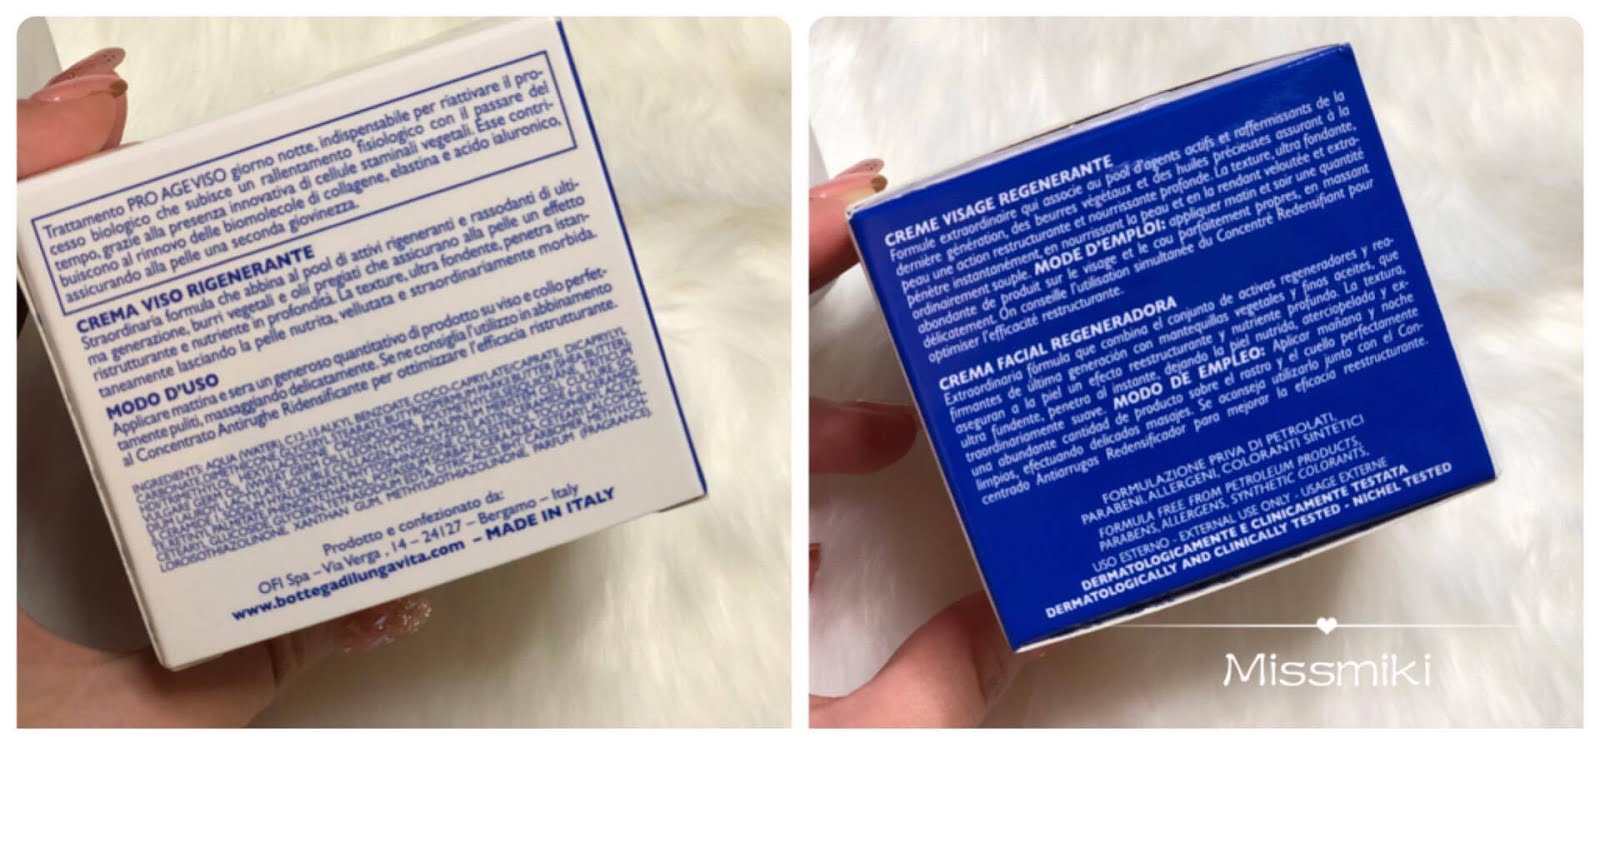 Trattamento PRO AGE VISO giorno notte, indispensabile per riattivare il pro-
cesso biologico che subisce un rallentamento fisiologico con il passare del
tempo, grazie alla presenza innovativa di cellule staminali vegetali. Esse contri-
buiscono al rinnovo delle biomolecole di collagene, elastina e acido ialuronico,
assicurando alla pelle una seconda giovinezza.
CREMA VISO RIGENERANTE
Straordinaria formula che abbina al pool di attivi rigeneranti e rassodanti di ulti-
ma generazione, burri vegetali e olii pregiati che assicurano alla pelle un effetto
ristrutturante e nutriente in profondità. La texture, ultra fondente, penetra istan-
taneamente lasciando la pelle nutrita, vellutata e straordinariamente morbida.
MODO D'USO
Applicare mattina e sera un generoso quantitativo di prodotto su viso e collo perfet-
tamente puliti, massaggiando delicatamente. Se ne consiglia l'utilizzo in abbinamento
al Concentrato Antirughe Ridensificante per ottimizzare l'efficacia ristrutturante.
INGREDIENTS: AQUA (WATER), C12-15 ALKYL BENZOATE, COCO-CAPRYLATE/CAPRATE, DICAPRYLYL
CARBONATE,
XANTHAN GUM, METHYLISOTHIAZOLINONE, PARFUM (FRAGRANCE).
Prodotto e confezionato da:
OFI Spa – Via Verga , 14 – 24127 – Bergamo – Italy
www.bottegadilungavita.com – MADE IN ITALY
CREME VISAGE REGENERANTE
Formule extraordinaire qui associe au pool d'agents actifs et raffermissants de la
dernière génération, des beurres végétaux et des huiles précieuses assurant à la
peau une action restructurante et nourrissante profonde. La texture, ultra fondante,
pénètre instantanément, en nourrissant la peau et en la rendant veloutée et extra-
ordinairement souple. MODE D'EMPLOI: appliquer matin et soir une quantité
abondante de produit sur le visage et le cou parfaitement propres, en massant
délicatement. On conseille l'utilisation simultanée du Concentré Redensifiant pour
optimiser l'efficacité restructurante.
CREMA FACIAL REGENERADORA
Extraordinaria fórmula que combina el conjunto de activos regeneradores y rea-
firmantes de última generación con mantequillas vegetales y finos aceites, que
aseguran a la piel un efecto reestructurante y nutriente profundo. La textura,
ultra fundente, penetra al instante, dejando la piel nutrida, aterciopelada y ex-
traordinariamente suave. MODO DE EMPLEO: Aplicar mañana y noche
una abundante cantidad de producto sobre el rostro y el cuello perfectamente
limpios, efectuando delicados masajes. Se aconseja utilizarlo junto con el Con-
centrado Antiarrugas Redensificador para mejorar la eficacia reestructurante.
FORMULAZIONE PRIVA DI PETROLATI,
PARABENI, ALLERGENI, COLORANTI SINTETICI
FORMULA FREE FROM PETROLEUM PRODUCTS,
PARABENS, ALLERGENS, SYNTHETIC COLORANTS,
USO ESTERNO - EXTERNAL USE ONLY - USAGE EXTERNE
DERMATOLOGICAMENTE E CLINICAMENTE TESTATA
DERMATOLOGICALLY AND CLINICALLY TESTED - NICHEL TESTED
Missmiki